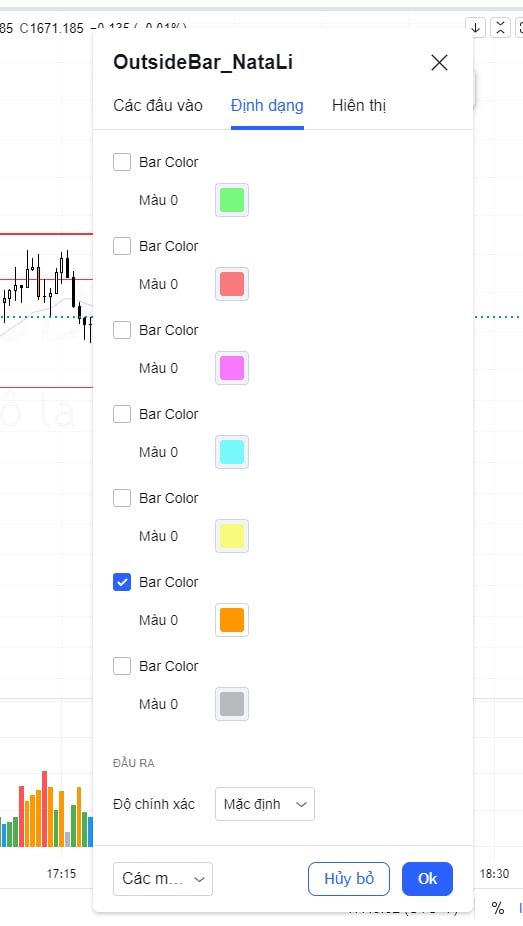 85 C1671.185 −0.135 (−0.01%)
OutsideBar_NataLi
Các đầu vào Định dạng Hiển thị
Bar Color
Màu 0
Bar Color
Màu 0
Bar Color
Màu 0
Bar Color
Màu 0
Bar Color
Màu 0
Bar Color
Màu 0
Bar Color
Màu 0
ô la
ĐẦU RA
Độ chính xác Mặc định
17:15 18:30
Các m... Hủy bỏ Ok
%